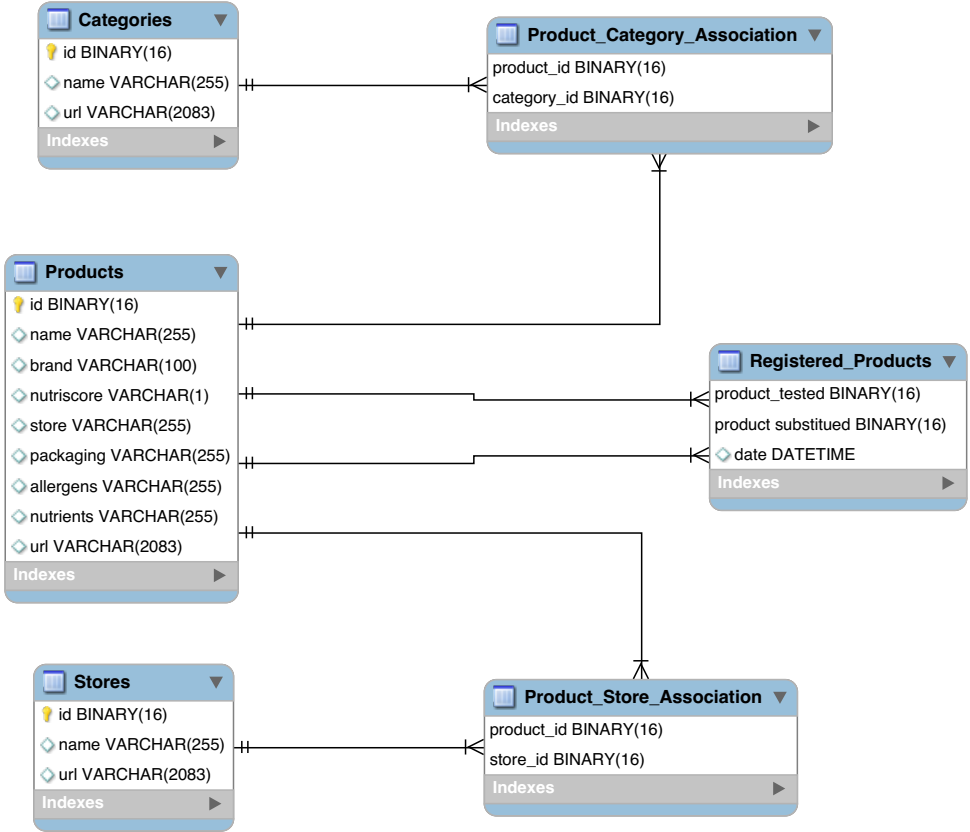 Categories
id BINARY(16)
name VARCHAR(255)
url VARCHAR(2083)
Indexes
Product_Category_Association
product_id BINARY(16)
category_id BINARY(16)
Indexes
Products
id BINARY(16)
name VARCHAR(255)
brand VARCHAR(100)
nutriscore VARCHAR(1)
store VARCHAR(255)
packaging VARCHAR(255)
allergens VARCHAR(255)
nutrients VARCHAR(255)
url VARCHAR(2083)
Indexes
Registered_Products
product_tested BINARY(16)
product substitued BINARY(16)
date DATETIME
Indexes
Stores
id BINARY(16)
name VARCHAR(255)
url VARCHAR(2083)
Indexes
Product_Store_Association
product_id BINARY(16)
store_id BINARY(16)
Indexes